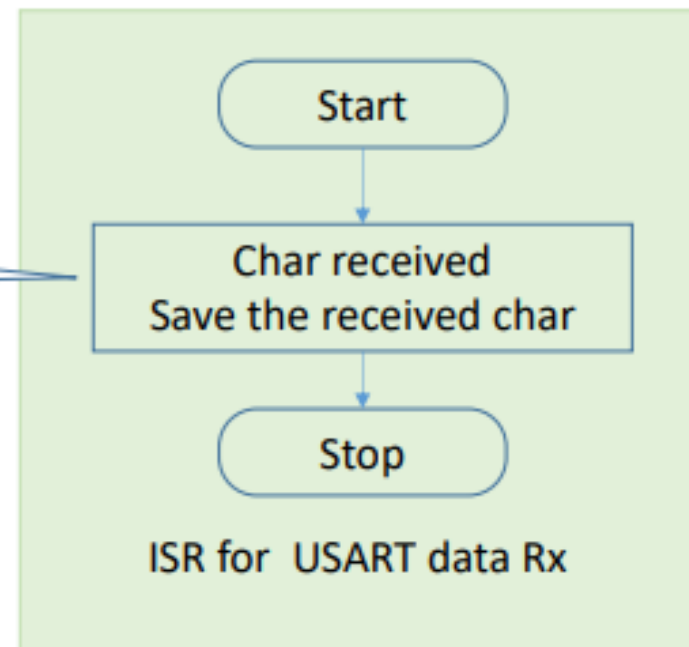 Start
Char received
Save the received char
Stop
ISR for USART data Rx